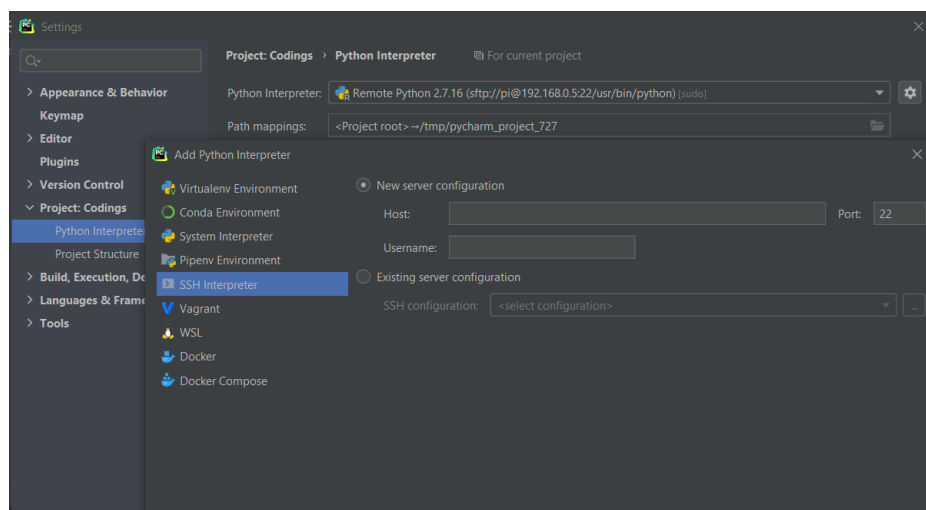 Settings
Project: Codings › Python Interpreter For current project
> Appearance & Behavior
Python Interpreter: Remote Python 2.7.16 (sftp://pi@192.168.0.5:22/usr/bin/python) [sudo]
Keymap
Path mappings: <Project root>→/tmp/pycharm_project_727
> Editor
Plugins
> Version Control
Project: Codings
Python Interprete
Project Structure
> Build, Execution, De
> Languages & Frame
> Tools
Add Python Interpreter
Virtualenv Environment
Conda Environment
System Interpreter
Pipenv Environment
SSH Interpreter
Vagrant
WSL
Docker
Docker Compose
New server configuration
Host: Port: 22
Username:
Existing server configuration
SSH configuration: <select configuration> ...